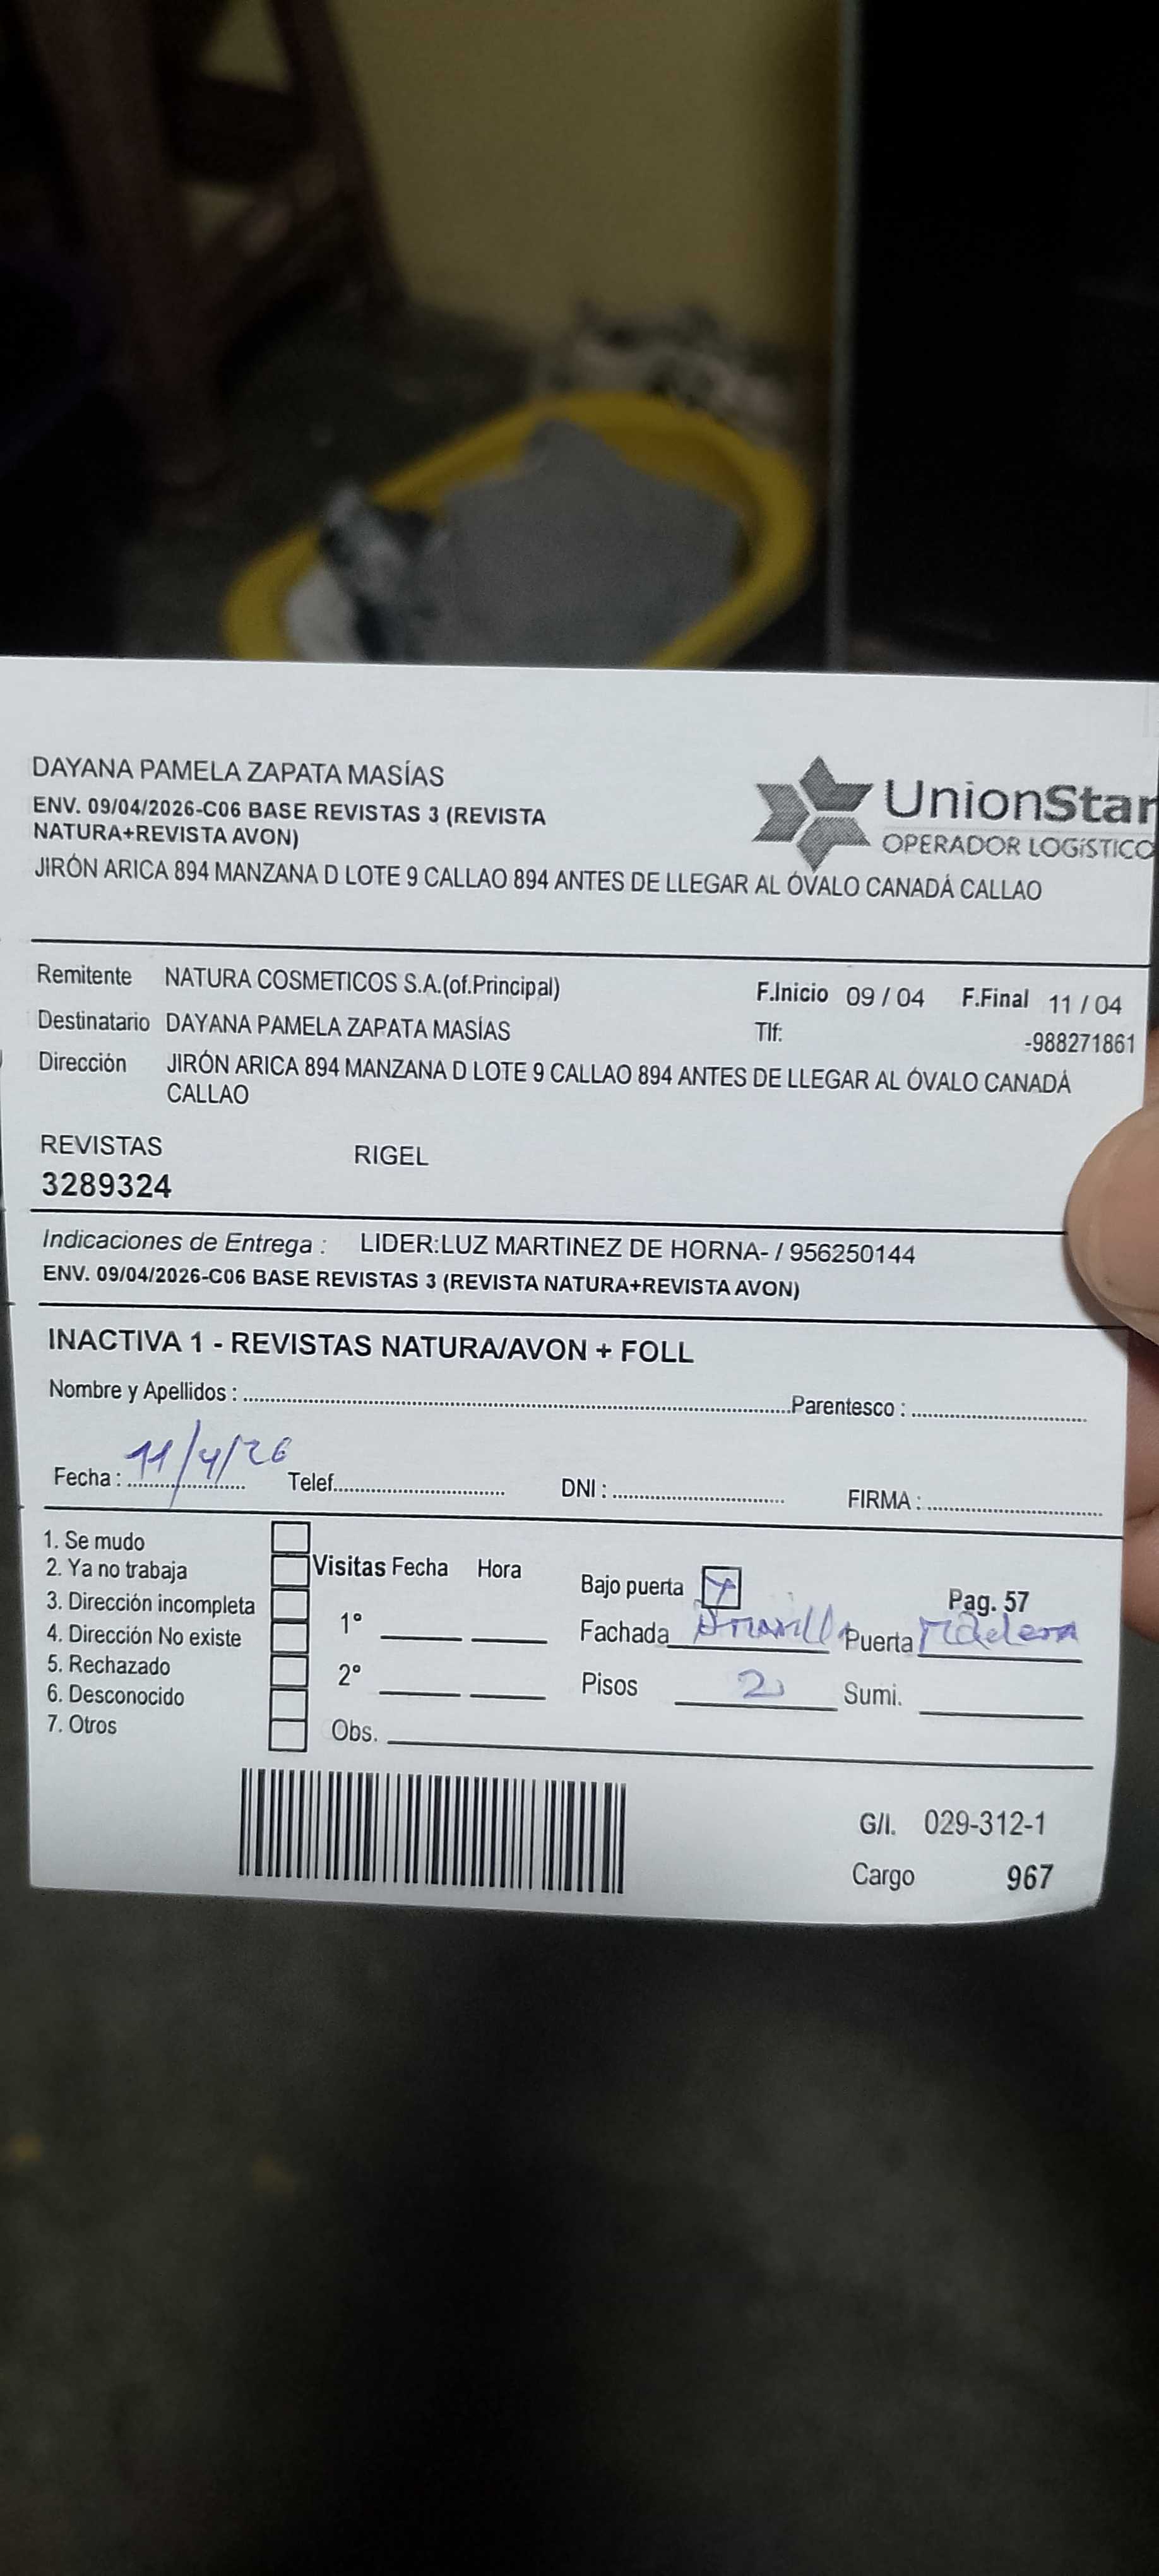 DAYANA PAMELA ZAPATA MASÍAS
ENV. 09/04/2026-C06 BASE REVISTAS 3 (REVISTA
NATURA+REVISTA AVON)
JIRÓN ARICA 894 MANZANA D LOTE 9 CALLAO 894 ANTES DE LLEGAR AL ÓVALO CANADÁ CALLAO
UnionStar
OPERADOR LOGÍSTICO
Remitente NATURA COSMETICOS S.A.(of.Principal) F.Inicio 09 / 04 F.Final 11 / 04
Destinatario DAYANA PAMELA ZAPATA MASÍAS Tlf: -988271861
Dirección JIRÓN ARICA 894 MANZANA D LOTE 9 CALLAO 894 ANTES DE LLEGAR AL ÓVALO CANADÁ
CALLAO
REVISTAS RIGEL
3289324
Indicaciones de Entrega : LIDER:LUZ MARTINEZ DE HORNA- / 956250144
ENV. 09/04/2026-C06 BASE REVISTAS 3 (REVISTA NATURA+REVISTA AVON)
INACTIVA 1 - REVISTAS NATURA/AVON + FOLL
Nombre y Apellidos : Parentesco :
Fecha : 11/4/26 Telef. DNI : FIRMA :
1. Se mudo
2. Ya no trabaja
3. Dirección incompleta
4. Dirección No existe
5. Rechazado
6. Desconocido
7. Otros
Visitas Fecha Hora
1°
2°
Obs.
Bajo puerta Pag. 57
Fachada Amarilla Puerta Madera
Pisos 2 Sumi.
G/I. 029-312-1
Cargo 967